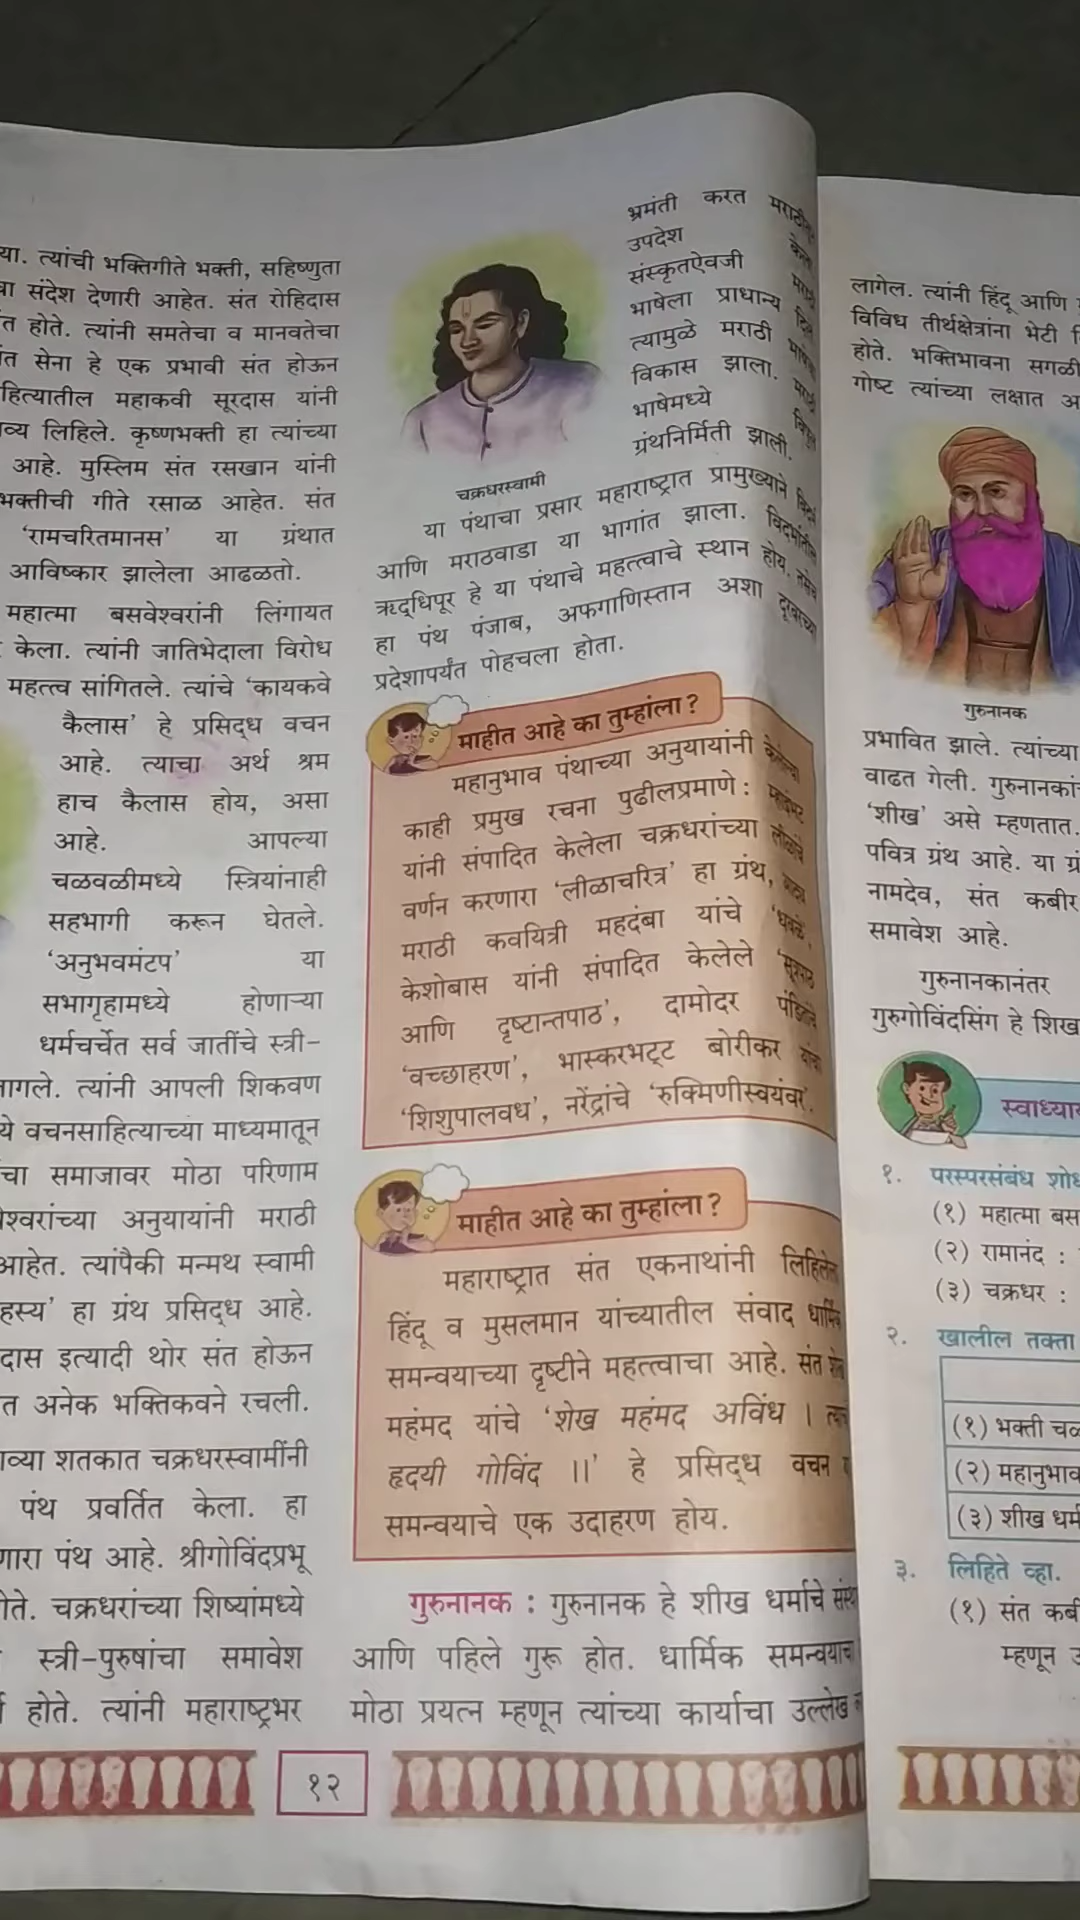 या. त्यांची भक्तिगीते भक्ती, सहिष्णुता
संदेश देणारी आहेत. संत रोहिदास
होते. त्यांनी समतेचा व मानवतेचा
सेना हे एक प्रभावी संत होऊन
महाकवी सूरदास यांनी
लिहिले. कृष्णभक्ती हा त्यांच्या
आहे. मुस्लिम संत रसखान यांनी
भक्तीची गीते रसाळ आहेत. संत
'रामचरितमानस' या ग्रंथात
आविष्कार झालेला आढळतो.
महात्मा बसवेश्वरांनी लिंगायत
केला. त्यांनी जातिभेदाला विरोध
महत्त्व सांगितले. त्यांचे 'कायकवे
कैलास' हे प्रसिद्ध वचन
आहे. त्याचा अर्थ श्रम
हाच कैलास होय, असा
आहे. आपल्या
चळवळीमध्ये स्त्रियांनाही
सहभागी करून घेतले.
'अनुभवमंटप' या
सभागृहामध्ये होणाऱ्या
धर्मचर्चेत सर्व जातींचे स्त्री-
त्यांनी आपली शिकवण
वचनसाहित्याच्या माध्यमातून
समाजावर मोठा परिणाम
अनुयायांनी मराठी
आहेत. त्यांपैकी मन्मथ स्वामी
हा ग्रंथ प्रसिद्ध आहे.
इत्यादी थोर संत होऊन
अनेक भक्तिकवने रचली.
शतकात चक्रधरस्वामींनी
पंथ प्रवर्तित केला. हा
पंथ आहे. श्रीगोविंदप्रभू
चक्रधरांच्या शिष्यांमध्ये
स्त्री-पुरुषांचा समावेश
होते. त्यांनी महाराष्ट्रभर
भ्रमंती करत
उपदेश
संस्कृतऐवजी
भाषेला प्राधान्य
त्यामुळे मराठी
विकास झाला.
भाषेमध्ये
ग्रंथनिर्मिती झाली.
चक्रधरस्वामी
या पंथाचा प्रसार महाराष्ट्रात प्रामुख्याने
आणि मराठवाडा या भागांत झाला. विदर्भातील
ऋद्धिपूर हे या पंथाचे महत्त्वाचे स्थान होय. तसेच
हा पंथ पंजाब, अफगाणिस्तान अशा दूरवरच्या
प्रदेशापर्यंत पोहचला होता.
माहीत आहे का तुम्हांला ?
महानुभाव पंथाच्या अनुयायांनी
काही प्रमुख रचना पुढीलप्रमाणे :
यांनी संपादित केलेला चक्रधरांच्या
वर्णन करणारा 'लीळाचरित्र' हा ग्रंथ,
मराठी कवयित्री महदंबा यांचे 'धवळे',
केशोबास यांनी संपादित केलेले 'सूत्रपाठ
आणि दृष्टान्तपाठ', दामोदर पंडितांचे
'वच्छाहरण', भास्करभट्ट बोरीकर यांचा
'शिशुपालवध', नरेंद्रांचे 'रुक्मिणीस्वयंवर'.
माहीत आहे का तुम्हांला ?
महाराष्ट्रात संत एकनाथांनी लिहिलेला
हिंदू व मुसलमान यांच्यातील संवाद धार्मिक
समन्वयाच्या दृष्टीने महत्त्वाचा आहे. संत
महंमद यांचे 'शेख महंमद अविंध ।
हृदयी गोविंद ॥' हे प्रसिद्ध वचन
समन्वयाचे एक उदाहरण होय.
गुरुनानक : गुरुनानक हे शीख धर्माचे
आणि पहिले गुरू होत. धार्मिक समन्वयाचा
मोठा प्रयत्न म्हणून त्यांच्या कार्याचा उल्लेख
१२
लागेल. त्यांनी हिंदू आणि
विविध तीर्थक्षेत्रांना भेटी
होते. भक्तिभावना सगळी
गोष्ट त्यांच्या लक्षात
गुरुनानक
प्रभावित झाले. त्यांच्या
वाढत गेली.
'शीख' असे म्हणतात.
पवित्र ग्रंथ आहे. या
नामदेव, संत कबीर
समावेश आहे.
गुरुनानकानंतर
गुरुगोविंदसिंग हे
स्वाध्याय
१. परस्परसंबंध
(१) महात्मा
(२) रामानंद :
(३) चक्रधर :
२. खालील तक्ता
(१) भक्ती
(२) महानुभाव
(३) शीख
३. लिहिते व्हा.
(१) संत
म्हणून